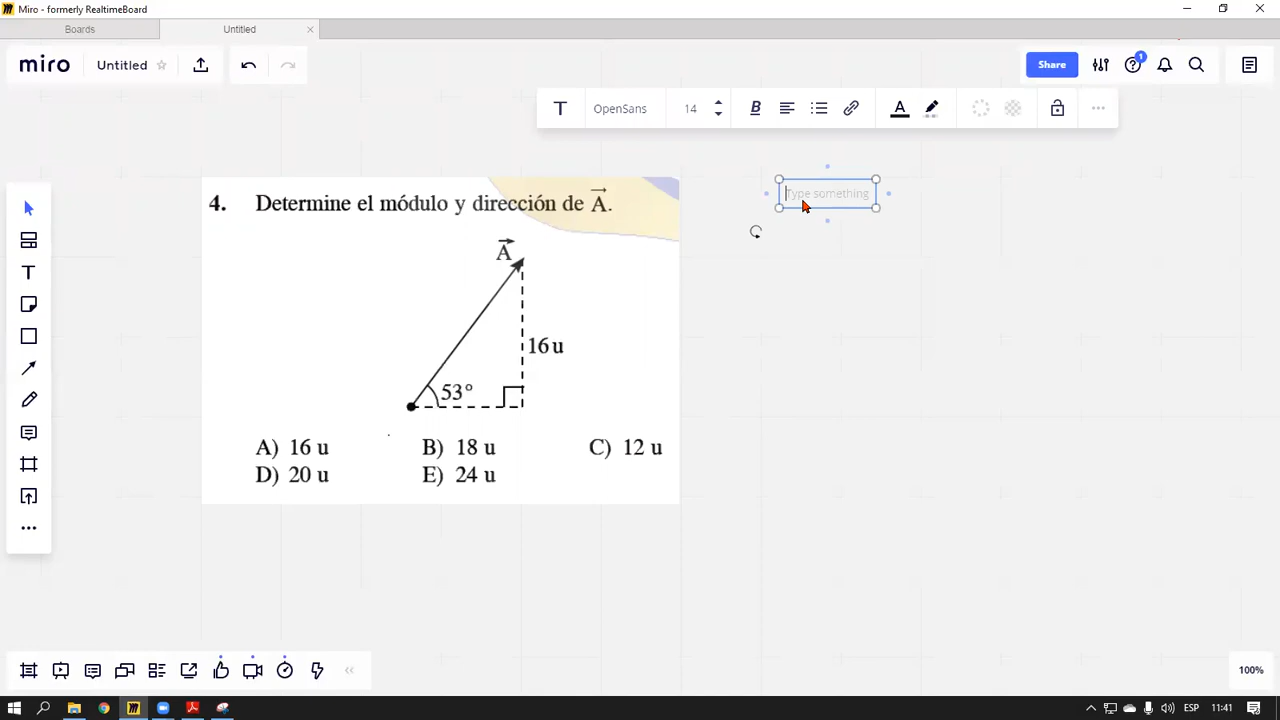 Miro - formerly RealtimeBoard
Boards
Untitled
miro
Untitled
Share
1
OpenSans
14
B
A
Type something
4. Determine el módulo y dirección de A.
A
16 u
53°
A) 16 u B) 18 u C) 12 u
D) 20 u E) 24 u
100%
ESP 11:41